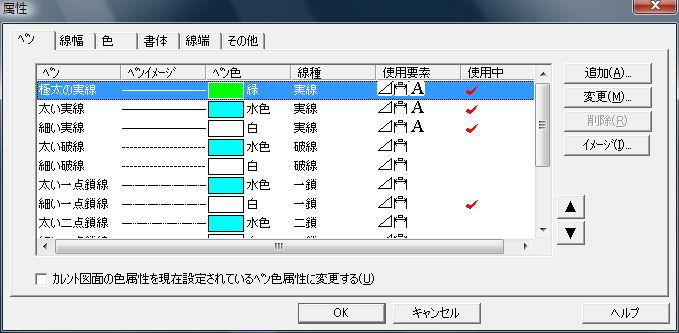 属性
ﾍﾟﾝ 線幅 色 書体 線端 その他
ﾍﾟﾝ ﾍﾟﾝｲﾒｰｼﾞ ﾍﾟﾝ色 線種 使用要素 使用中
極太の実線 緑 実線 A
太い実線 水色 実線 A
細い実線 白 実線 A
太い破線 水色 破線
細い破線 白 破線
太い一点鎖線 水色 一鎖
細い一点鎖線 白 一鎖
太い二点鎖線 水色 二鎖
追加(A)...
変更(M)...
削除(R)
ｲﾒｰｼﾞ(I)...
ｶﾚﾝﾄ図面の色属性を現在設定されているﾍﾟﾝ色属性に変更する(U)
OK キャンセル ヘルプ